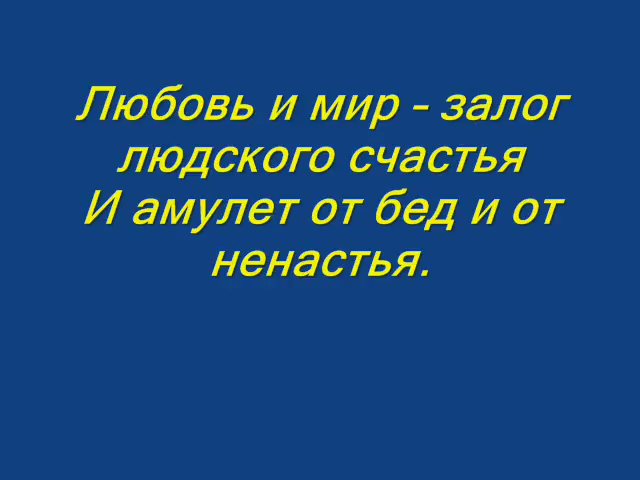 Любовь и мир – залог
людского счастья
И амулет от бед и от
ненастья.